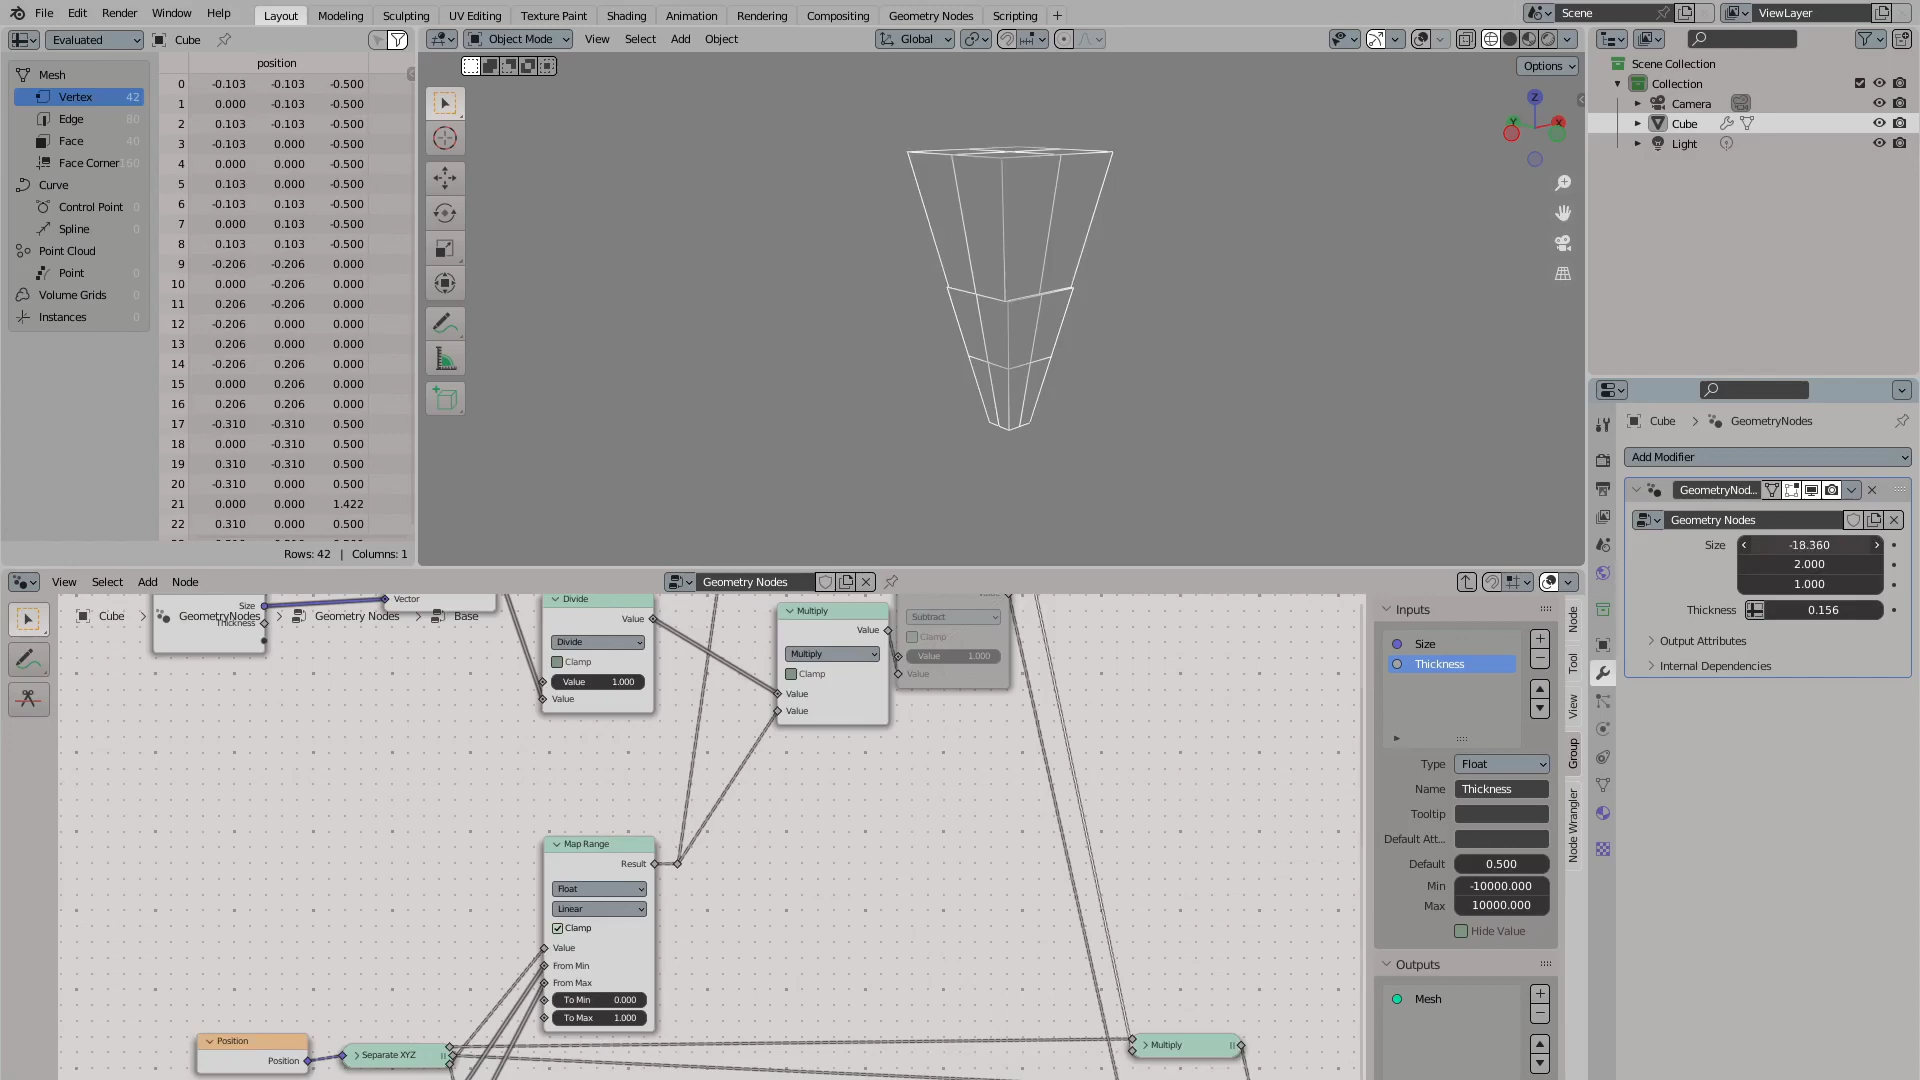 File Edit Render Window Help Layout Modeling Sculpting UV Editing Texture Paint Shading Animation Rendering Compositing Geometry Nodes Scripting + Scene ViewLayer
Evaluated Cube Object Mode View Select Add Object Global
Options
position
Mesh
Vertex 42
Edge 80
Face 40
Face Corner 160
Curve
Control Point 0
Spline 0
Point Cloud
Point 0
Volume Grids 0
Instances 0
0 -0.103 -0.103 -0.500
1 0.000 -0.103 -0.500
2 0.103 -0.103 -0.500
3 -0.103 0.000 -0.500
4 0.000 0.000 -0.500
5 0.103 0.000 -0.500
6 -0.103 0.103 -0.500
7 0.000 0.103 -0.500
8 0.103 0.103 -0.500
9 -0.206 -0.206 0.000
10 0.000 -0.206 0.000
11 0.206 -0.206 0.000
12 -0.206 0.000 0.000
13 0.206 0.000 0.000
14 -0.206 0.206 0.000
15 0.000 0.206 0.000
16 0.206 0.206 0.000
17 -0.310 -0.310 0.500
18 0.000 -0.310 0.500
19 0.310 -0.310 0.500
20 -0.310 0.000 0.500
21 0.000 0.000 1.422
22 0.310 0.000 0.500
Rows: 42 | Columns: 1
Z
Y
X
Scene Collection
Collection
Camera
Cube
Light
Cube > GeometryNodes
Add Modifier
GeometryNod...
Geometry Nodes
Size -18.360
2.000
1.000
Thickness 0.156
Output Attributes
Internal Dependencies
View Select Add Node Geometry Nodes
Cube > GeometryNodes > Geometry Nodes > Base
Size
Thickness
Vector
Divide
Value
Divide
Clamp
Value 1.000
Value
Multiply
Value
Multiply
Clamp
Value
Value
Subtract
Clamp
Value 1.000
Value
Map Range
Result
Float
Linear
Clamp
Value
From Min
From Max
To Min 0.000
To Max 1.000
Position
Position
Separate XYZ
Multiply
Inputs
Size
Thickness
Type Float
Name Thickness
Tooltip
Default Att...
Default 0.500
Min -10000.000
Max 10000.000
Hide Value
Outputs
Mesh
Node
Tool
View
Group
Node Wrangler